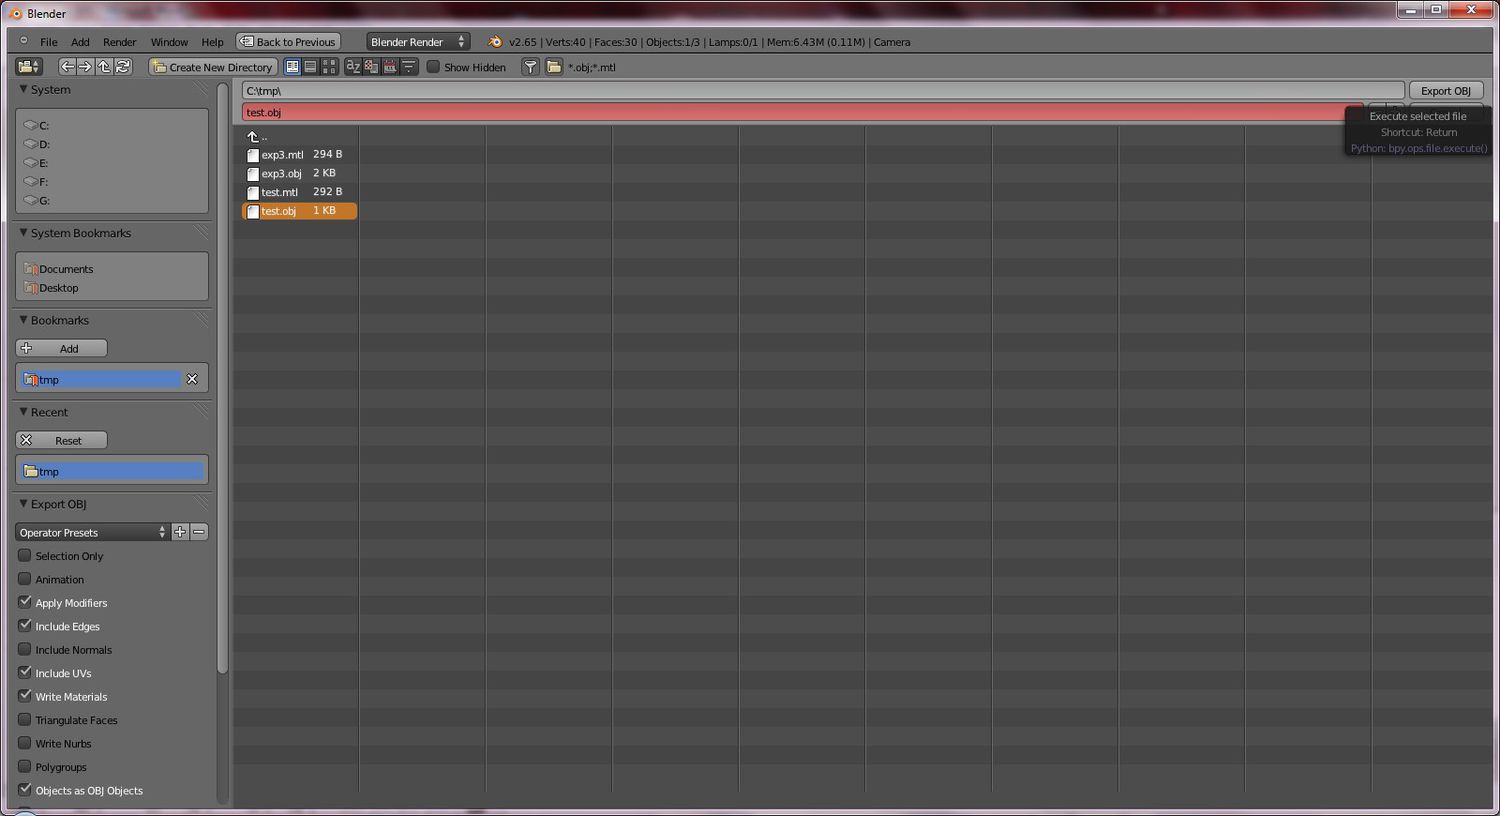 Blender
File Add Render Window Help Back to Previous Blender Render v2.65 | Verts:40 | Faces:30 | Objects:1/3 | Lamps:0/1 | Mem:6.43M (0.11M) | Camera
Create New Directory Show Hidden *.obj;*.mtl
System
C:
D:
E:
F:
G:
System Bookmarks
Documents
Desktop
Bookmarks
Add
tmp
Recent
Reset
tmp
Export OBJ
Operator Presets
Selection Only
Animation
Apply Modifiers
Include Edges
Include Normals
Include UVs
Write Materials
Triangulate Faces
Write Nurbs
Polygroups
Objects as OBJ Objects
C:\tmp\ Export OBJ
test.obj
Execute selected file
Shortcut: Return
Python: bpy.ops.file.execute()
..
exp3.mtl 294 B
exp3.obj 2 KB
test.mtl 292 B
test.obj 1 KB